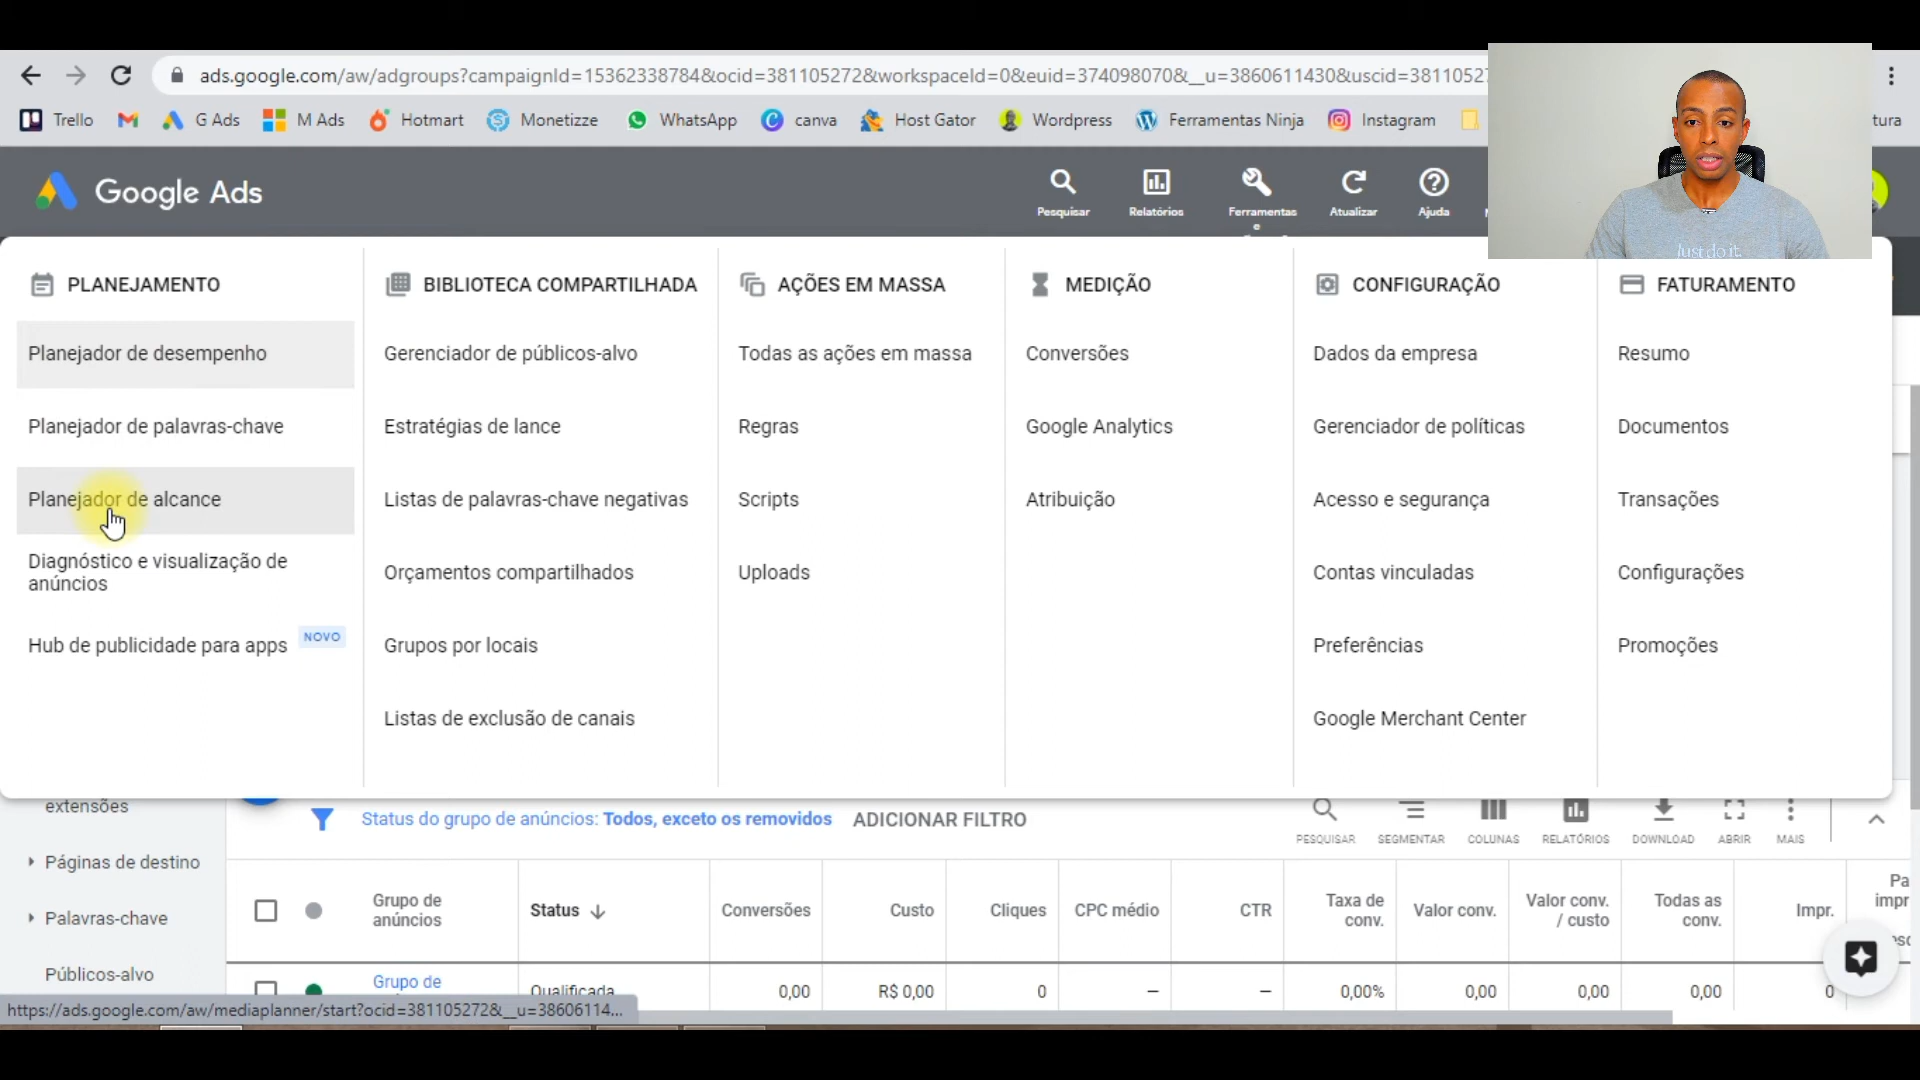 ads.google.com/aw/adgroups?campaignId=15362338784&ocid=381105272&workspaceId=0&euid=374098070&__u=3860611430&uscid=38110527
Trello
G Ads
M Ads
Hotmart
Monetizze
WhatsApp
canva
Host Gator
Wordpress
Ferramentas Ninja
Instagram
tura
Google Ads
Pesquisar
Relatórios
Ferramentas
e
Atualizar
Ajuda
Just do it.
PLANEJAMENTO
Planejador de desempenho
Planejador de palavras-chave
Planejador de alcance
Diagnóstico e visualização de
anúncios
Hub de publicidade para apps
NOVO
BIBLIOTECA COMPARTILHADA
Gerenciador de públicos-alvo
Estratégias de lance
Listas de palavras-chave negativas
Orçamentos compartilhados
Grupos por locais
Listas de exclusão de canais
AÇÕES EM MASSA
Todas as ações em massa
Regras
Scripts
Uploads
MEDIÇÃO
Conversões
Google Analytics
Atribuição
CONFIGURAÇÃO
Dados da empresa
Gerenciador de políticas
Acesso e segurança
Contas vinculadas
Preferências
Google Merchant Center
FATURAMENTO
Resumo
Documentos
Transações
Configurações
Promoções
extensões
Páginas de destino
Palavras-chave
Públicos-alvo
Status do grupo de anúncios: Todos, exceto os removidos
ADICIONAR FILTRO
PESQUISAR
SEGMENTAR
COLUNAS
RELATÓRIOS
DOWNLOAD
ABRIR
MAIS
Grupo de
anúncios
Status
Conversões
Custo
Cliques
CPC médio
CTR
Taxa de
conv.
Valor conv.
Valor conv.
/ custo
Todas as
conv.
Impr.
Pa
impr
Grupo de
Qualificada
0,00
R$ 0,00
0
–
–
0,00%
0,00
0,00
0,00
0
https://ads.google.com/aw/mediaplanner/start?ocid=381105272&__u=38606114...